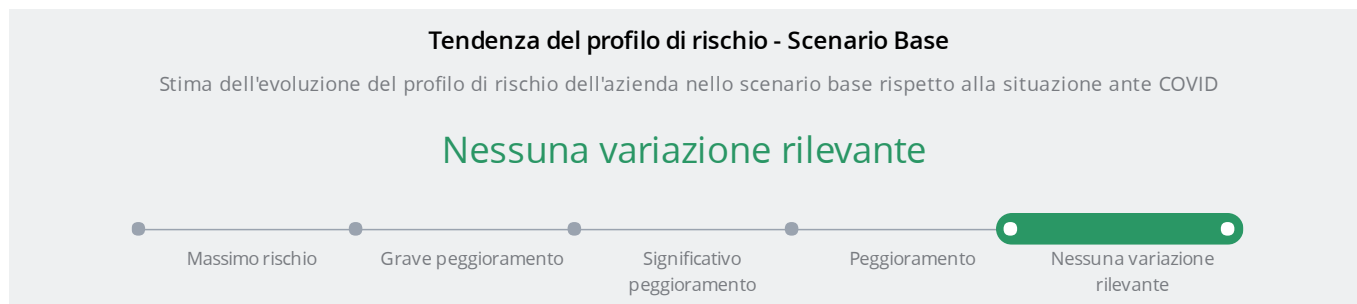 Tendenza del profilo di rischio - Scenario Base
Stima dell'evoluzione del profilo di rischio dell'azienda nello scenario base rispetto alla situazione ante COVID
Nessuna variazione rilevante
Massimo rischio
Grave peggioramento
Significativo
peggioramento
Peggioramento
Nessuna variazione
rilevante